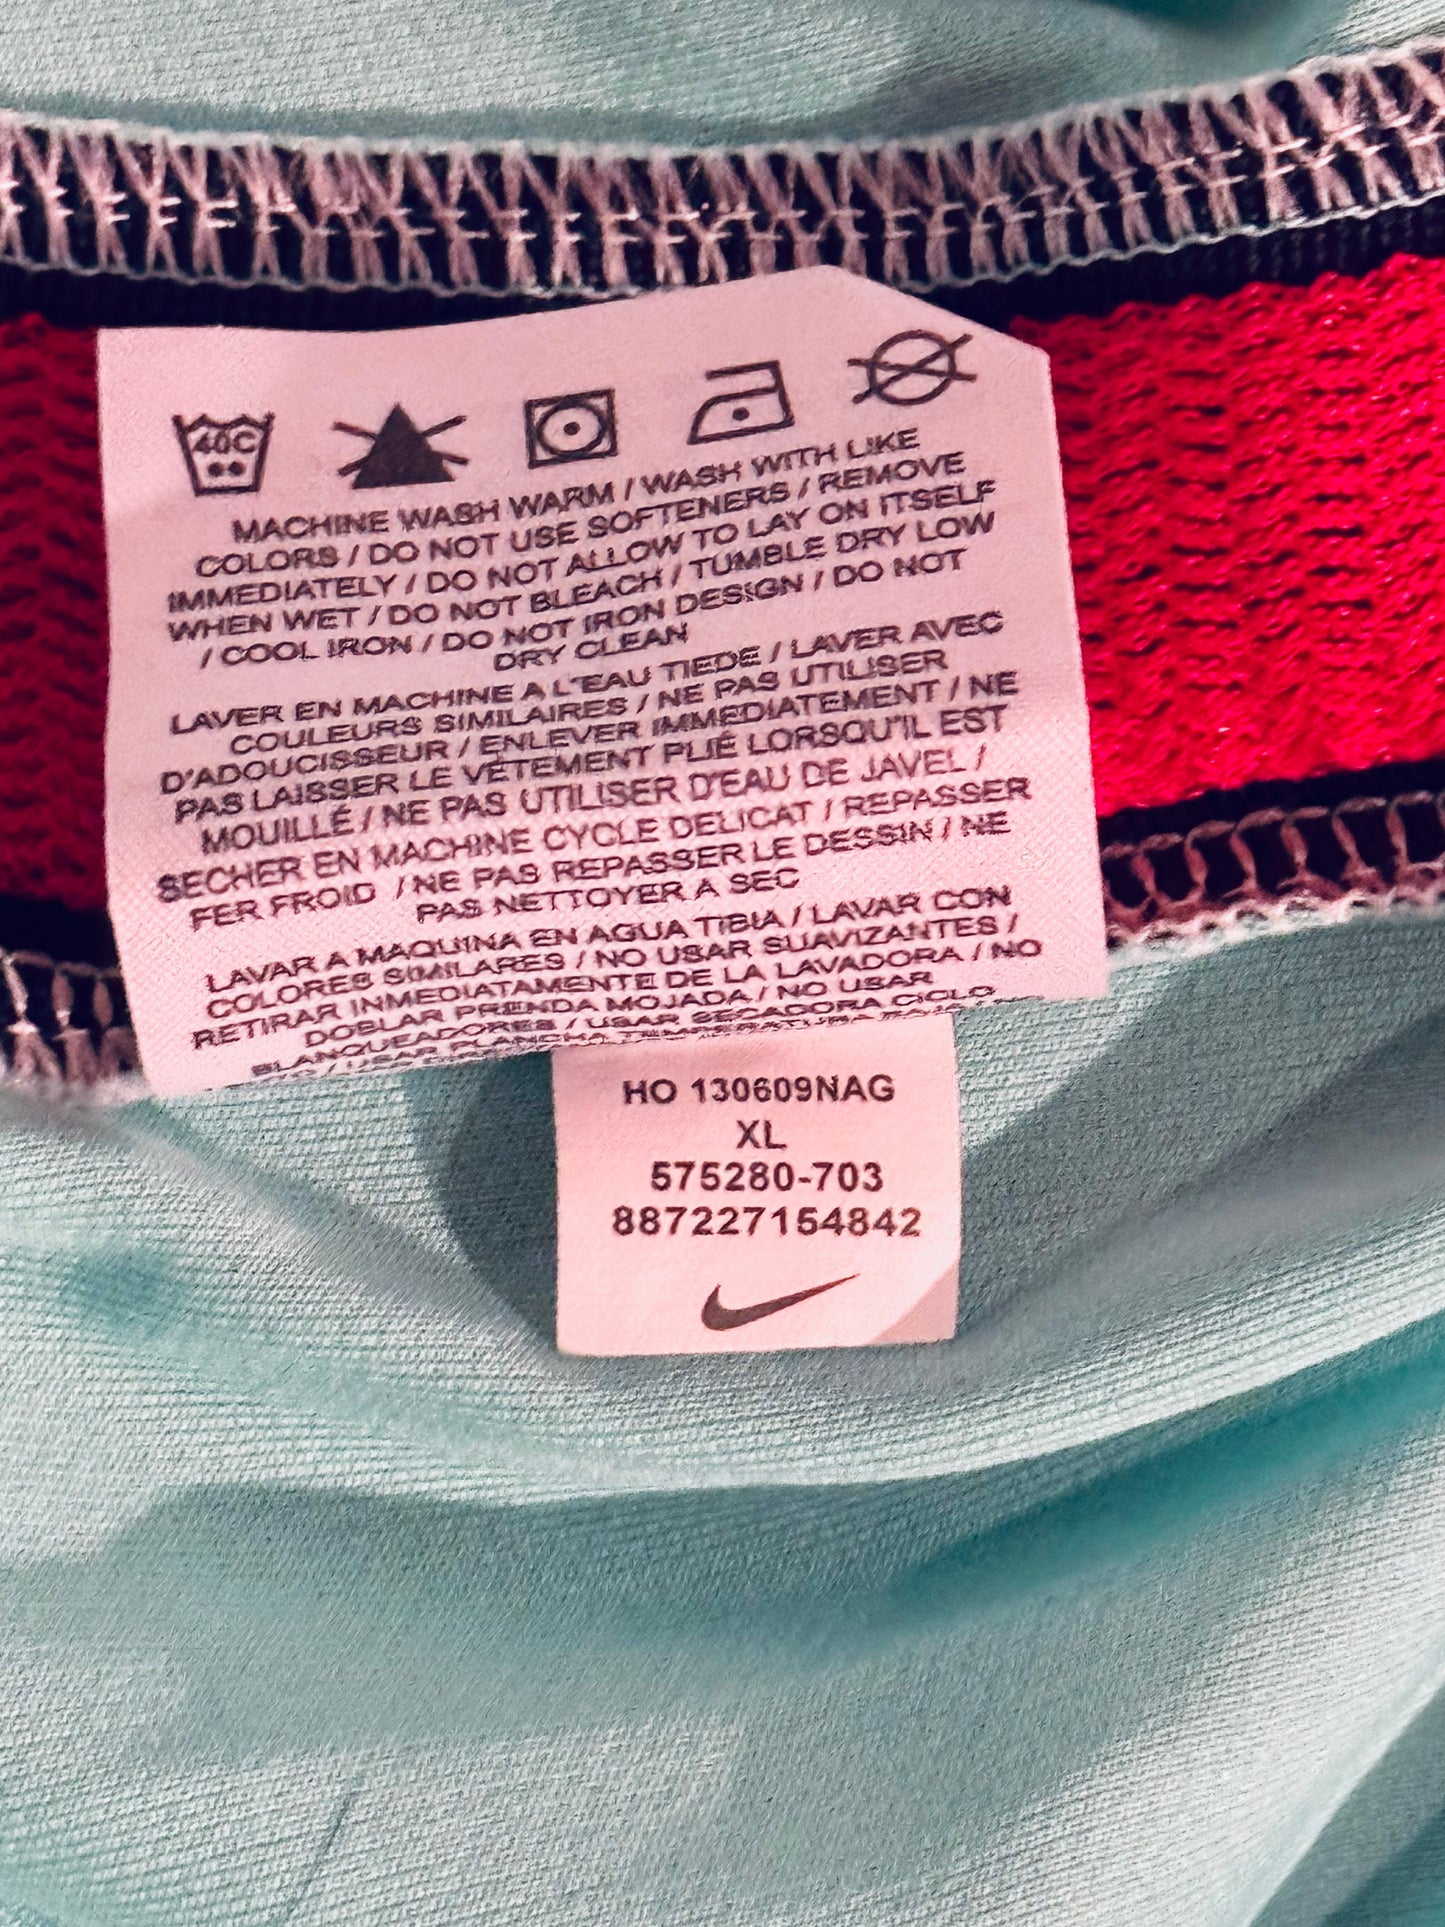 40C
MACHINE WASH WARM / WASH WITH LIKE
COLORS / DO NOT USE SOFTENERS / REMOVE
IMMEDIATELY / DO NOT ALLOW TO LAY ON ITSELF
WHEN WET / DO NOT BLEACH / TUMBLE DRY LOW
/ COOL IRON / DO NOT IRON DESIGN / DO NOT
DRY CLEAN
LAVER EN MACHINE A L'EAU TIEDE / LAVER AVEC
COULEURS SIMILAIRES / NE PAS UTILISER
D'ADOUCISSEUR / ENLEVER IMMEDIATEMENT / NE
PAS LAISSER LE VÊTEMENT PLIÉ LORSQU'IL EST
MOUILLÉ / NE PAS UTILISER D'EAU DE JAVEL /
SECHER EN MACHINE CYCLE DELICAT / REPASSER
FER FROID / NE PAS REPASSER LE DESSIN / NE
PAS NETTOYER A SEC
LAVAR A MAQUINA EN AGUA TIBIA / LAVAR CON
COLORES SIMILARES / NO USAR SUAVIZANTES /
RETIRAR INMEDIATAMENTE DE LA LAVADORA / NO
DOBLAR PRENDA MOJADA / NO USAR
BLANQUEADORES / USAR SECADORA CICLO
/ USAR PLANCHA TEMPERATURA BAJA
HO 130609NAG
XL
575280-703
887227154842